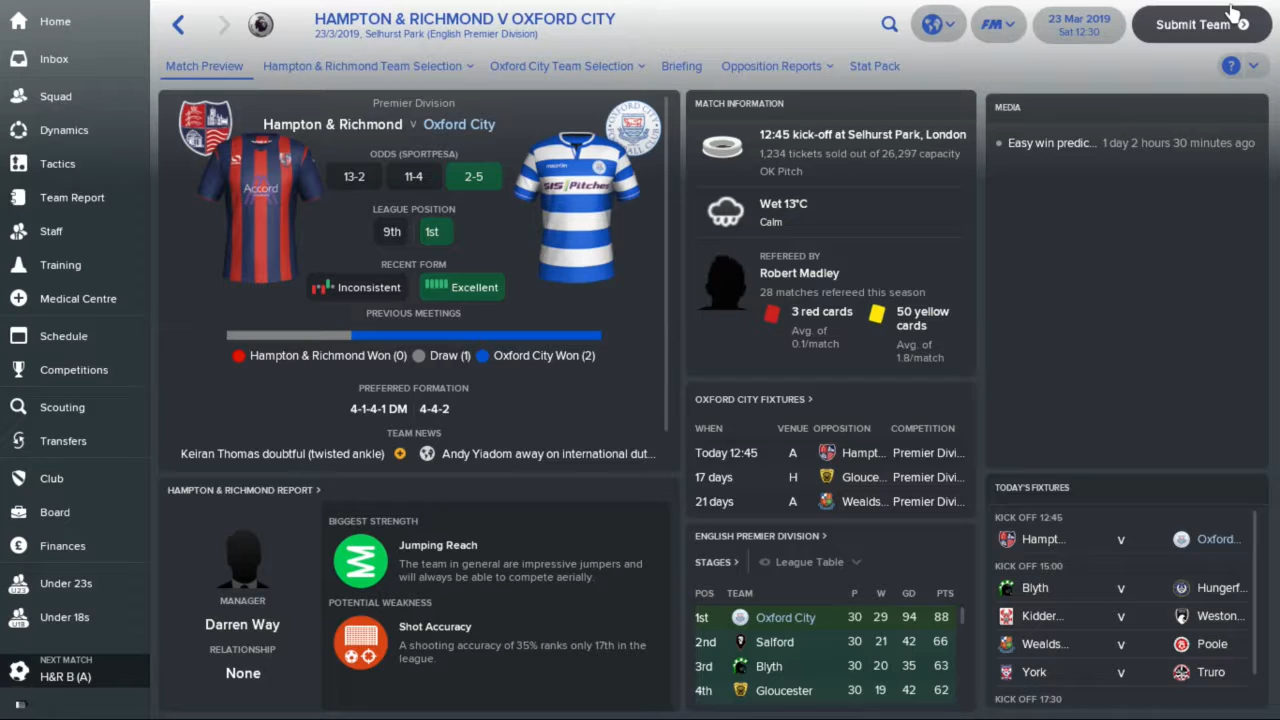 Home
Inbox
Squad
Dynamics
Tactics
Team Report
Staff
Training
Medical Centre
Schedule
Competitions
Scouting
Transfers
Club
Board
Finances
Under 23s
Under 18s
NEXT MATCH
H&R B (A)
HAMPTON & RICHMOND V OXFORD CITY
23/3/2019, Selhurst Park (English Premier Division)
FM
23 Mar 2019
Sat 12:30
Submit Team
Match Preview
Hampton & Richmond Team Selection
Oxford City Team Selection
Briefing
Opposition Reports
Stat Pack
?
Premier Division
Hampton & Richmond v Oxford City
ODDS (SPORTPESA)
13-2 11-4 2-5
LEAGUE POSITION
9th 1st
RECENT FORM
Inconsistent Excellent
PREVIOUS MEETINGS
Hampton & Richmond Won (0) Draw (1) Oxford City Won (2)
PREFERRED FORMATION
4-1-4-1 DM 4-4-2
TEAM NEWS
Keiran Thomas doubtful (twisted ankle) Andy Yiadom away on international dut...
Accord
SIS Pitches
HAMPTON & RICHMOND REPORT >
MANAGER
Darren Way
RELATIONSHIP
None
BIGGEST STRENGTH
Jumping Reach
The team in general are impressive jumpers and
will always be able to compete aerially.
POTENTIAL WEAKNESS
Shot Accuracy
A shooting accuracy of 35% ranks only 17th in the
league.
MATCH INFORMATION
12:45 kick-off at Selhurst Park, London
1,234 tickets sold out of 26,297 capacity
OK Pitch
Wet 13°C
Calm
REFEREED BY
Robert Madley
28 matches refereed this season
3 red cards
Avg. of
0.1/match
50 yellow
cards
Avg. of
1.8/match
OXFORD CITY FIXTURES >
WHEN VENUE OPPOSITION COMPETITION
Today 12:45 A Hampt... Premier Divi...
17 days H Glouce... Premier Divi...
21 days A Wealds... Premier Divi...
ENGLISH PREMIER DIVISION >
STAGES > League Table
POS TEAM P W GD PTS
1st Oxford City 30 29 94 88
2nd Salford 30 21 42 66
3rd Blyth 30 20 35 63
4th Gloucester 30 19 42 62
MEDIA
Easy win predic... 1 day 2 hours 30 minutes ago
TODAY'S FIXTURES
KICK OFF 12:45
Hampt... v Oxford...
KICK OFF 15:00
Blyth v Hungerf...
Kidder... v Weston...
Wealds... v Poole
York v Truro
KICK OFF 17:30